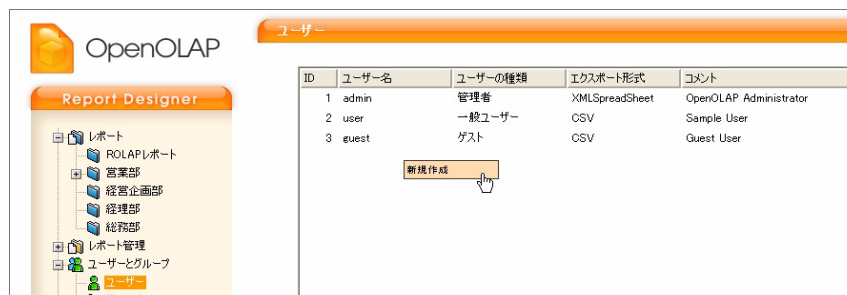 OpenOLAP
ユーザー
Report Designer
レポート
ROLAPレポート
営業部
経営企画部
経理部
総務部
レポート管理
ユーザーとグループ
ユーザー
ID ユーザー名 ユーザーの種類 エクスポート形式 コメント
1 admin 管理者 XMLSpreadSheet OpenOLAP Administrator
2 user 一般ユーザー CSV Sample User
3 guest ゲスト CSV Guest User
新規作成